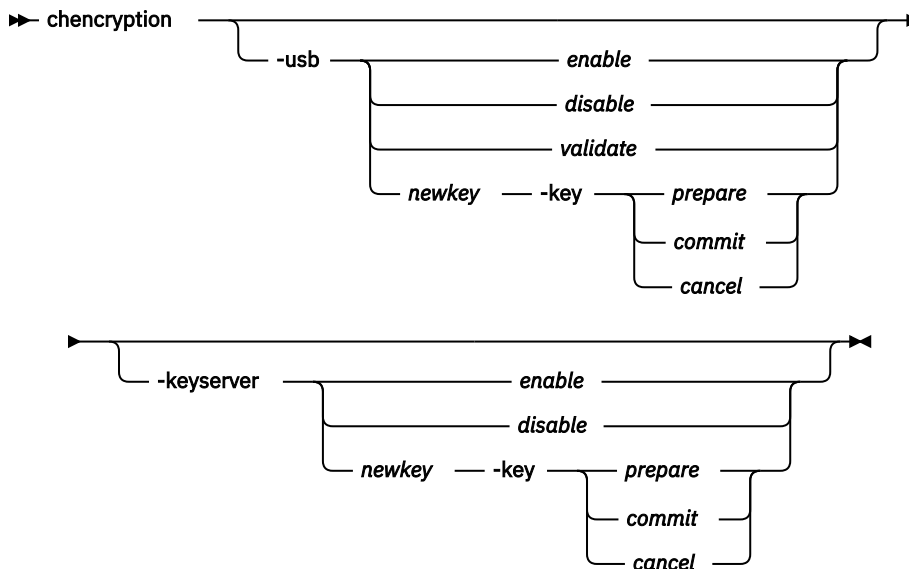 chencryption
-usb enable
disable
validate
newkey -key prepare
commit
cancel
-keyserver enable
disable
newkey -key prepare
commit
cancel